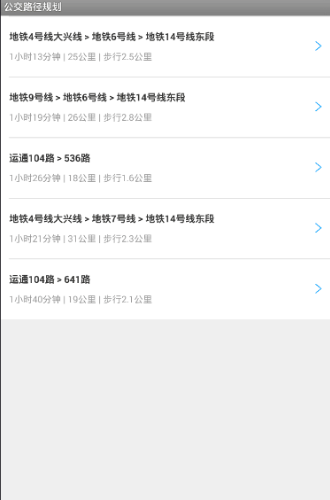 公交路径规划
地铁4号线大兴线 > 地铁6号线 > 地铁14号线东段
1小时13分钟 | 25公里 | 步行2.5公里
地铁9号线 > 地铁6号线 > 地铁14号线东段
1小时19分钟 | 26公里 | 步行2.8公里
运通104路 > 536路
1小时26分钟 | 18公里 | 步行1.6公里
地铁4号线大兴线 > 地铁7号线 > 地铁14号线东段
1小时21分钟 | 31公里 | 步行2.3公里
运通104路 > 641路
1小时40分钟 | 19公里 | 步行2.1公里